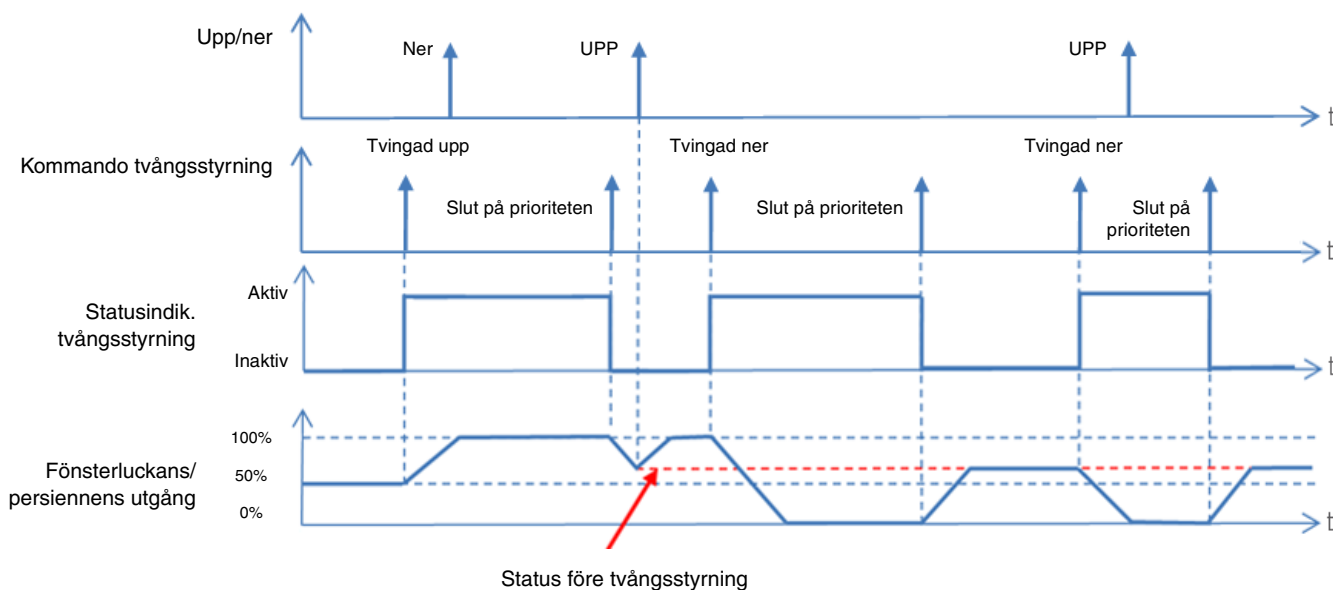 Upp/ner
Ner
UPP
UPP
t
Kommando tvångsstyrning
Tvingad upp
Tvingad ner
Tvingad ner
Slut på prioriteten
Slut på prioriteten
Slut på
prioriteten
t
Statusindik.
tvångsstyrning
Aktiv
Inaktiv
t
Fönsterluckans/
persiennens utgång
100%
50%
0%
t
Status före tvångsstyrning